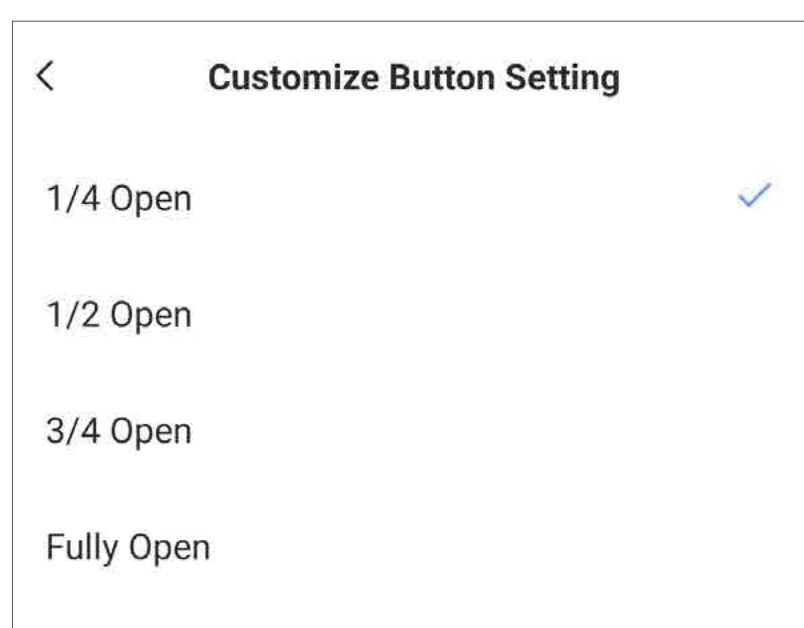 Customize Button Setting
1/4 Open
1/2 Open
3/4 Open
Fully Open